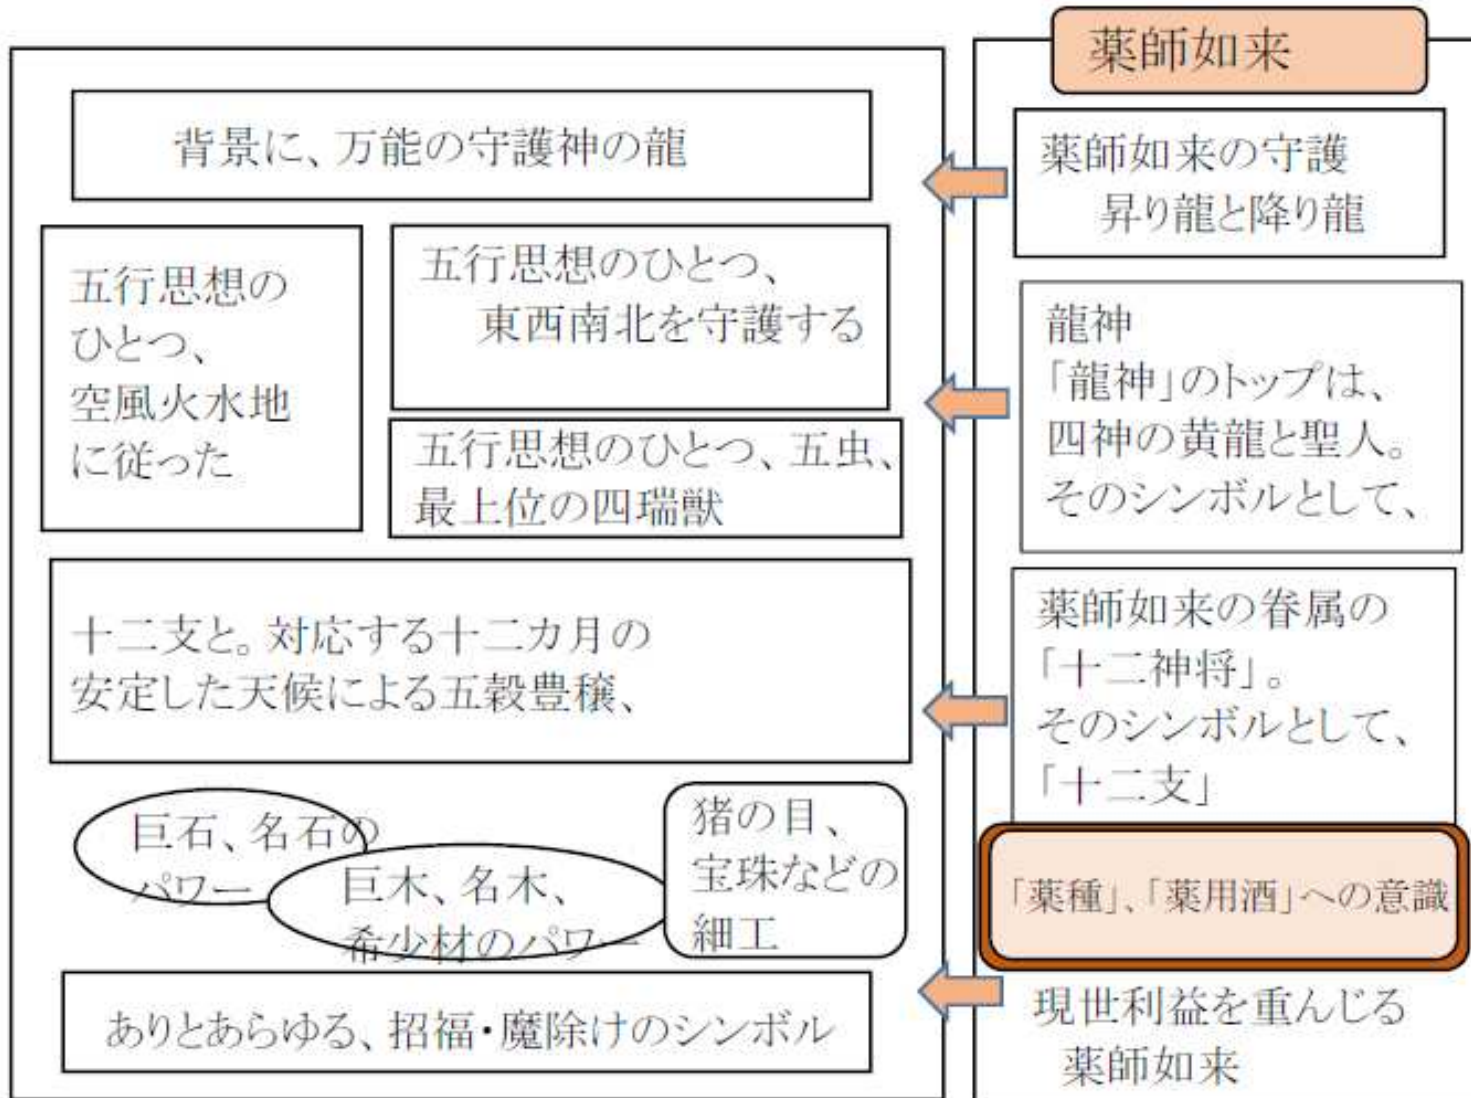 薬師如来
背景に、万能の守護神の龍
薬師如来の守護
昇り龍と降り龍
五行思想の
ひとつ、
空風火水地
に従った
五行思想のひとつ、
東西南北を守護する
五行思想のひとつ、五虫、
最上位の四瑞獣
龍神
「龍神」のトップは、
四神の黄龍と聖人。
そのシンボルとして、
十二支と。対応する十二カ月の
安定した天候による五穀豊穣、
薬師如来の眷属の
「十二神将」。
そのシンボルとして、
「十二支」
巨石、名石の
パワー
巨木、名木、
希少材のパワー
猪の目、
宝珠などの
細工
「薬種」、「薬用酒」への意識
ありとあらゆる、招福・魔除けのシンボル
現世利益を重んじる
薬師如来